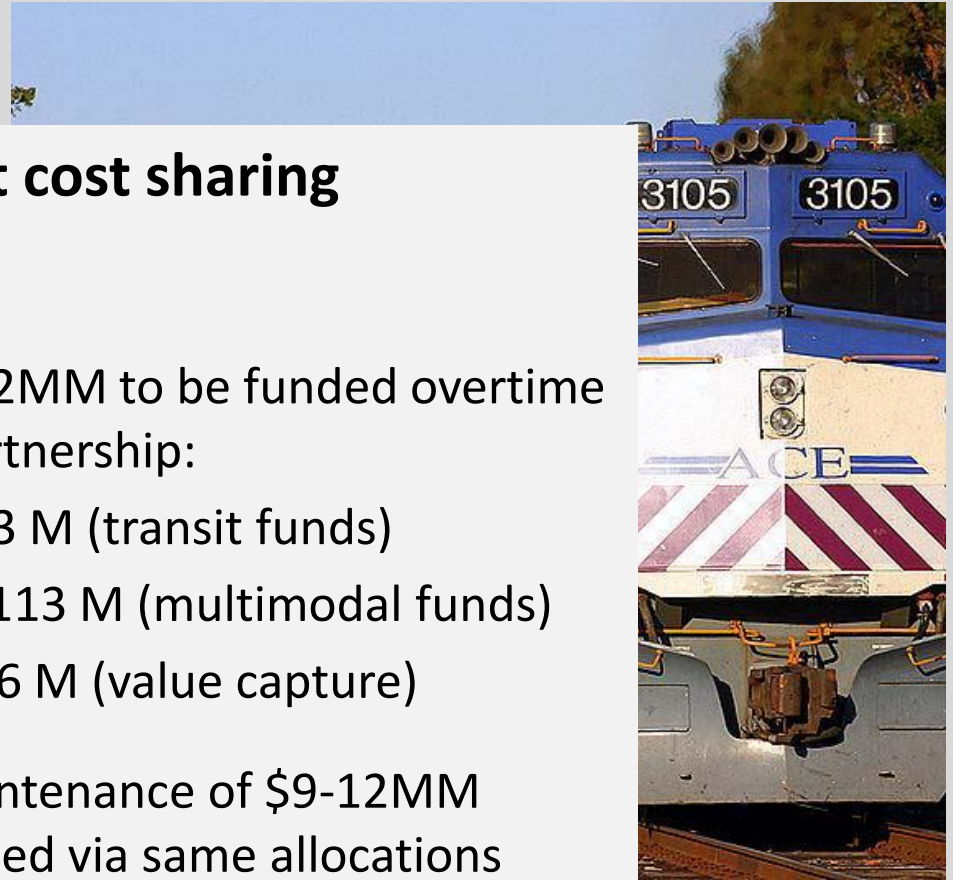 t cost sharing
2MM to be funded overtime
rtnership:
3 M (transit funds)
113 M (multimodal funds)
6 M (value capture)
ntenance of $9-12MM
ed via same allocations
3105 3105
ACE